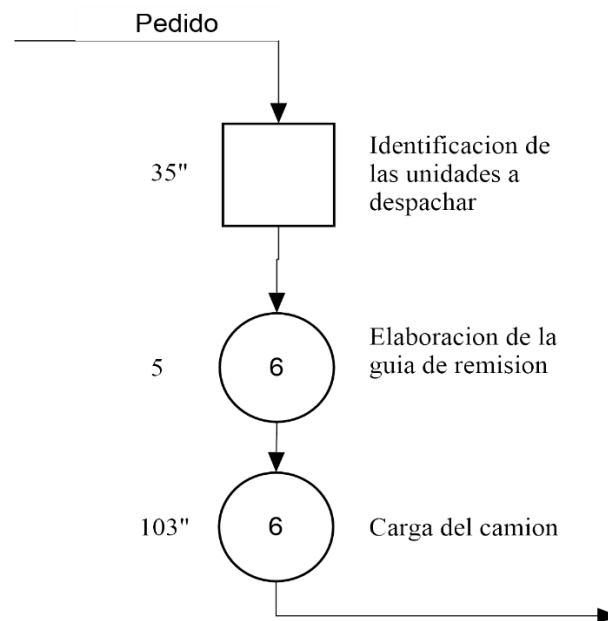 Pedido
35"
Identificacion de
las unidades a
despachar
5
6
Elaboracion de la
guia de remision
103"
6
Carga del camion